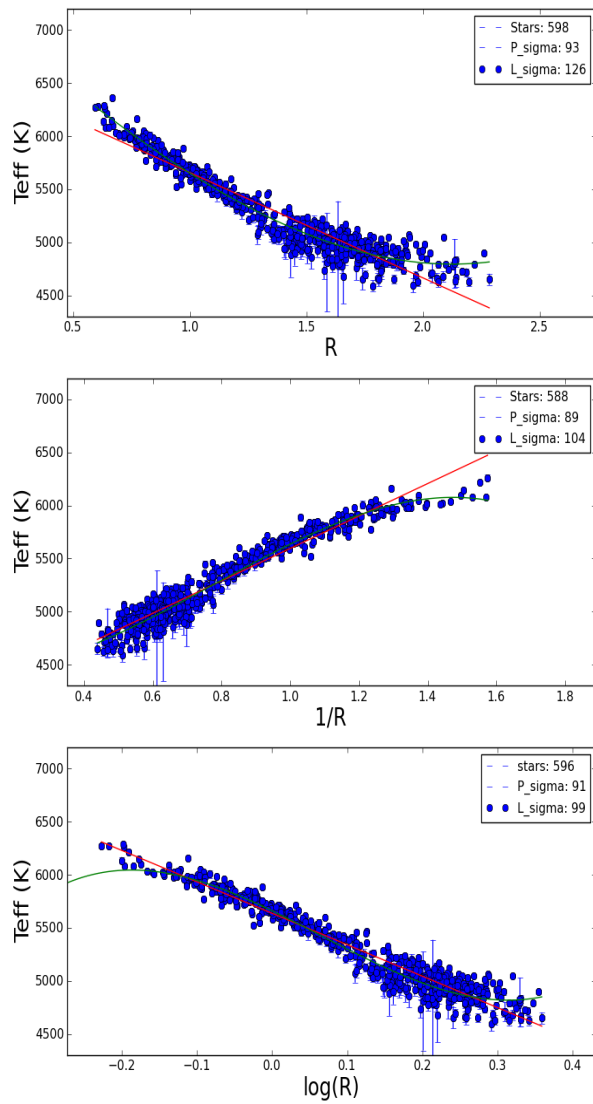 7000
6500
6000
5500
5000
4500
Teff (K)
Stars: 598
P_sigma: 93
L_sigma: 126
0.5 1.0 1.5 2.0 2.5
R
7000
6500
6000
5500
5000
4500
Teff (K)
Stars: 588
P_sigma: 89
L_sigma: 104
0.4 0.6 0.8 1.0 1.2 1.4 1.6 1.8
1/R
7000
6500
6000
5500
5000
4500
Teff (K)
stars: 596
P_sigma: 91
L_sigma: 99
−0.2 −0.1 0.0 0.1 0.2 0.3 0.4
log(R)